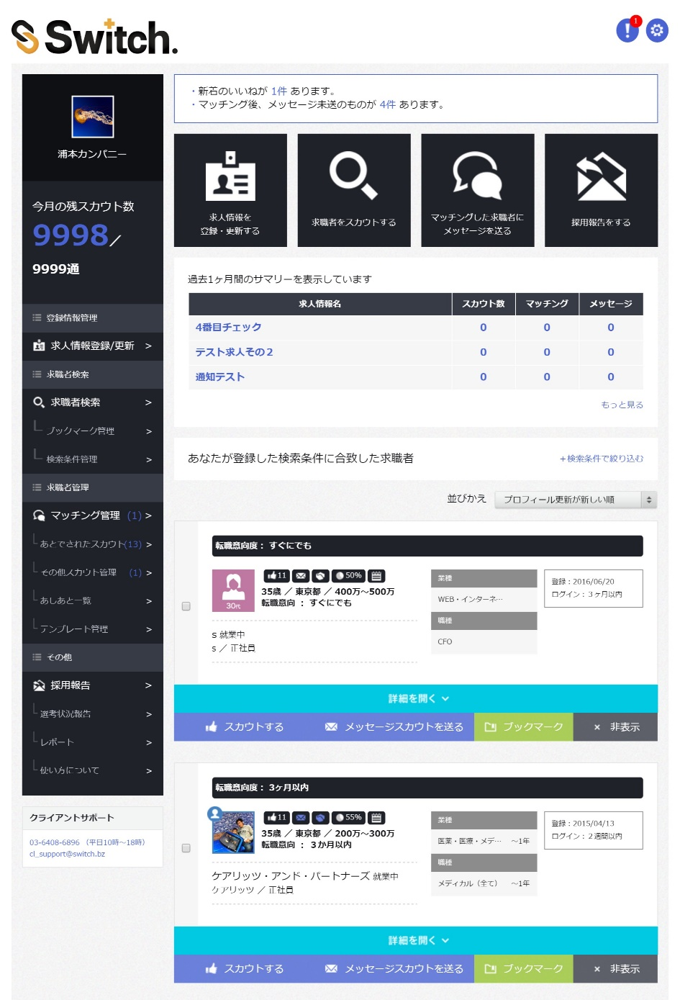 Switch.
1
浦本カンパニー
今月の残スカウト数
9998／
9999通
登録情報管理
求人情報登録/更新 >
求職者検索
求職者検索 >
ブックマーク管理 >
検索条件管理 >
求職者管理
マッチング管理 (1) >
あとでされたスカウト(13) >
その他スカウト管理 (1) >
あしあと一覧 >
テンプレート管理 >
その他
採用報告 >
選考状況報告 >
レポート >
使い方について >
クライアントサポート
03-6408-6896 （平日10時～18時）
cl_support@switch.bz
・新若のいいねが 1件 あります。
・マッチング後、メッセージ未送のものが 4件 あります。
求人情報を
登録・更新する
求職者をスカウトする
マッチングした求職者に
メッセージを送る
採用報告をする
過去1ヶ月間のサマリーを表示しています
求人情報名 スカウト数 マッチング メッセージ
4番目チェック 0 0 0
テスト求人その２ 0 0 0
通知テスト 0 0 0
もっと見る
あなたが登録した検索条件に合致した求職者
+検索条件で絞り込む
並びかえ プロフィール更新が新しい順
転職意向度： すぐにでも
30代
11 50%
35歳 ／ 東京都 ／ 400万～500万
転職意向 ： すぐにでも
s 就業中
s ／ 正社員
業種
WEB・インターネ…
職種
CFO
登録：2016/06/20
ログイン：３ヶ月以内
詳細を開く
スカウトする メッセージスカウトを送る ブックマーク × 非表示
転職意向度： 3ヶ月以内
11 55%
35歳 ／ 東京都 ／ 200万～300万
転職意向 ： ３か月以内
ケアリッツ・アンド・パートナーズ 就業中
ケアリッツ ／ 正社員
業種
医薬・医療・メデ… ～1年
職種
メディカル（全て） ～1年
登録：2015/04/13
ログイン：２週間以内
詳細を開く
スカウトする メッセージスカウトを送る ブックマーク × 非表示